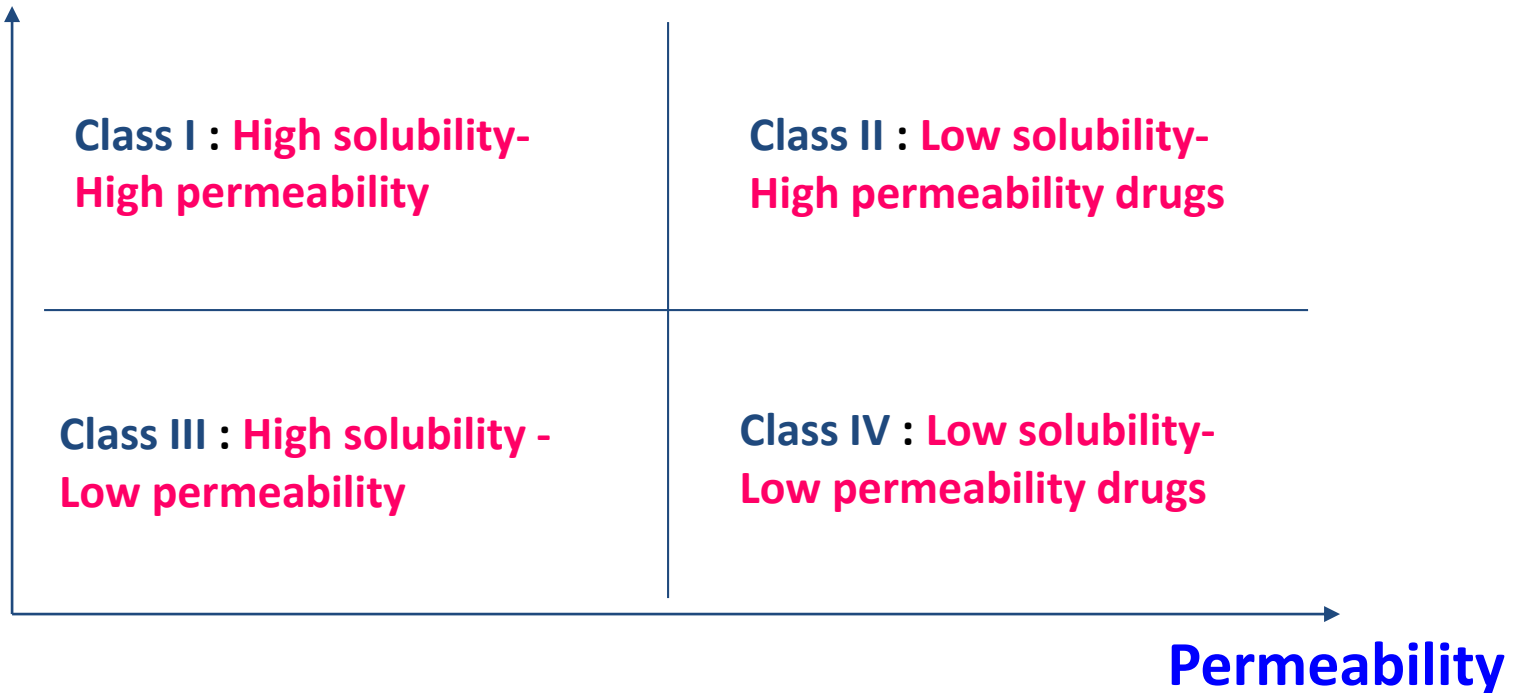 Class I : High solubility-
High permeability
Class II : Low solubility-
High permeability drugs
Class III : High solubility -
Low permeability
Class IV : Low solubility-
Low permeability drugs
Permeability